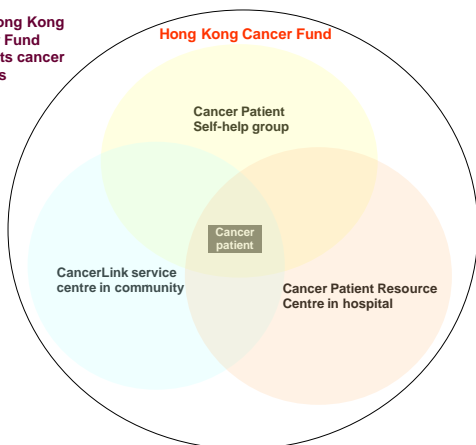 ong Kong
r Fund
ts cancer
s
Hong Kong Cancer Fund
Cancer Patient
Self-help group
Cancer
patient
CancerLink service
centre in community
Cancer Patient Resource
Centre in hospital